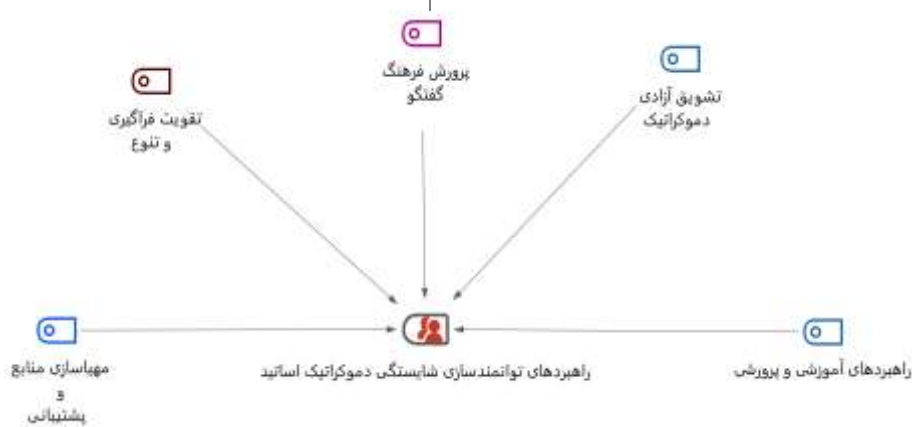 پرورش فرهنگ
گفتگو
تشویق آزادی
دموکراتیک
تقویت فراگیری
و تنوع
راهبردهای آموزشی و پرورشی
راهبردهای توانمندسازی شایستگی دموکراتیک اساتید
مهیاسازی منابع
و
پشتیبانی